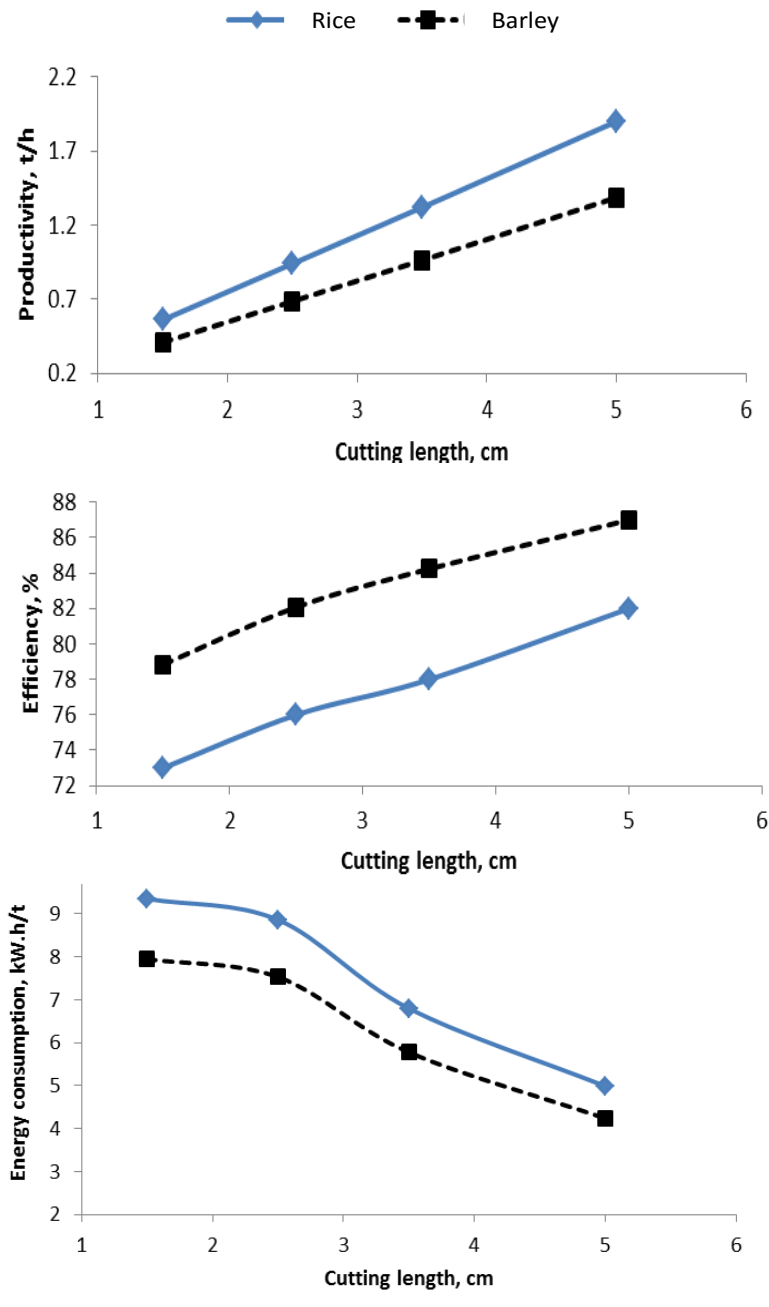 Rice Barley
2.2
1.7
1.2
0.7
0.2
Productivity, t/h
1 2 3 4 5 6
Cutting length, cm
88
86
84
82
80
78
76
74
72
Efficiency, %
1 2 3 4 5 6
Cutting length, cm
9
8
7
6
5
4
3
2
Energy consumption, kW.h/t
1 2 3 4 5 6
Cutting length, cm